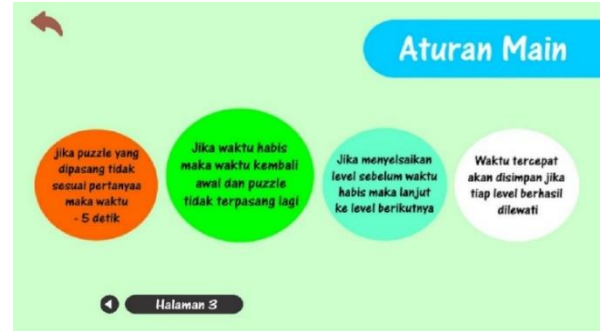 Aturan Main
jika puzzle yang
dipasang tidak
sesuai pertanyaa
maka waktu
- 5 detik
Jika waktu habis
maka waktu kembali
awal dan puzzle
tidak terpasang lagi
Jika menyelsaikan
level sebelum waktu
habis maka lanjut
ke level berikutnya
Waktu tercepat
akan disimpan jika
tiap level berhasil
dilewati
Halaman 3